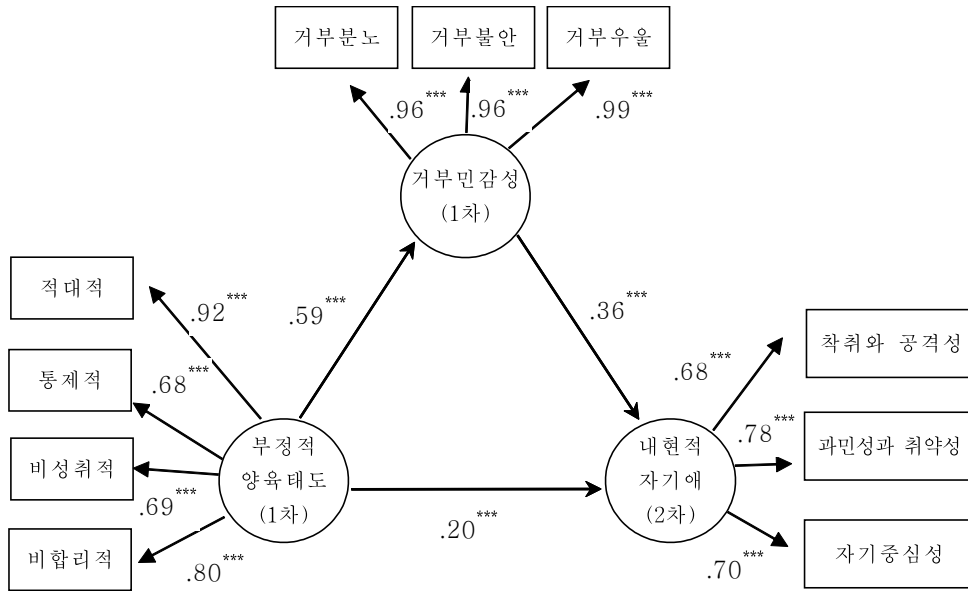 거부분노
거부불안
거부우울
.96***
.96***
.99***
거부민감성
(1차)
적대적
.92***
.59***
.36***
착취와 공격성
통제적
.68***
.68***
부정적
양육태도
(1차)
내현적
자기애
(2차)
.78***
과민성과 취약성
비성취적
.69***
.20***
비합리적
.80***
.70***
자기중심성